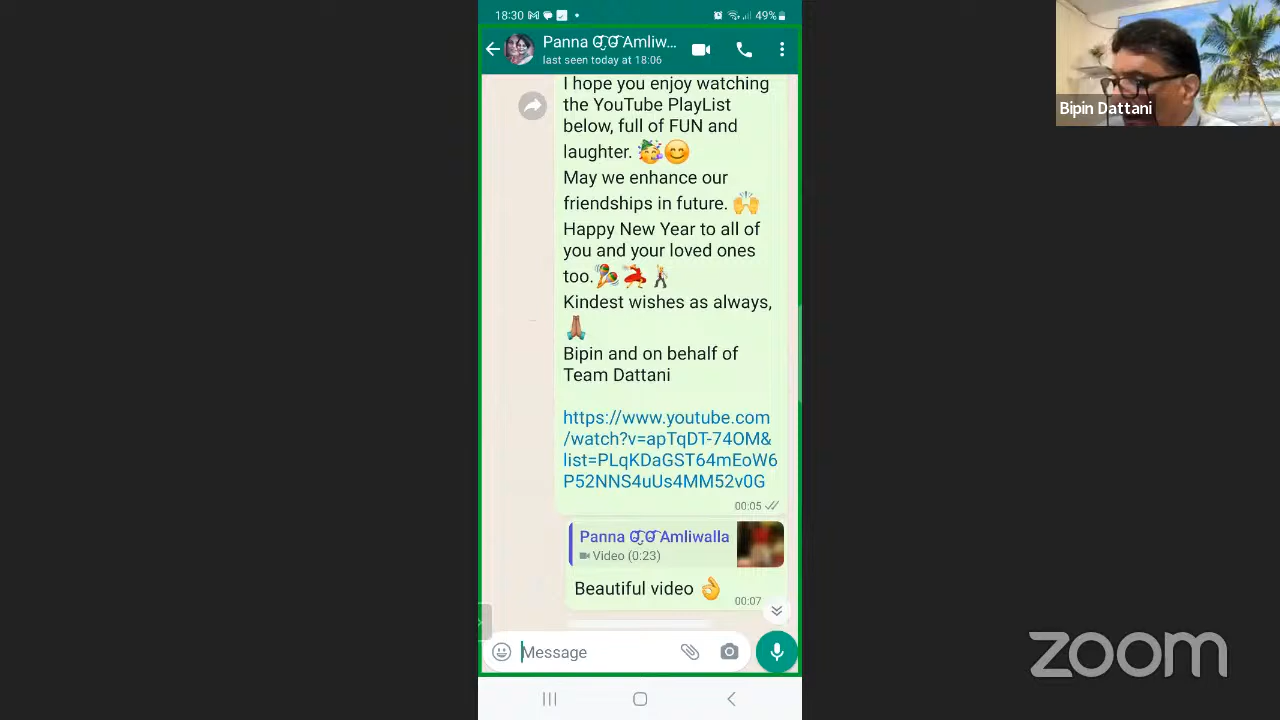 18:30
49%
Panna O͡O Amliw...
last seen today at 18:06
I hope you enjoy watching
the YouTube PlayList
below, full of FUN and
laughter. 🥳😊
May we enhance our
friendships in future. 🙌
Happy New Year to all of
you and your loved ones
too.🪇💃🕺
Kindest wishes as always,
🙏🏽
Bipin and on behalf of
Team Dattani
https://www.youtube.com
/watch?v=apTqDT-74OM&
list=PLqKDaGST64mEoW6
P52NNS4uUs4MM52v0G
00:05
Panna O͡O Amliwalla
Video (0:23)
Beautiful video 👌
00:07
Message
Bipin Dattani
zoom